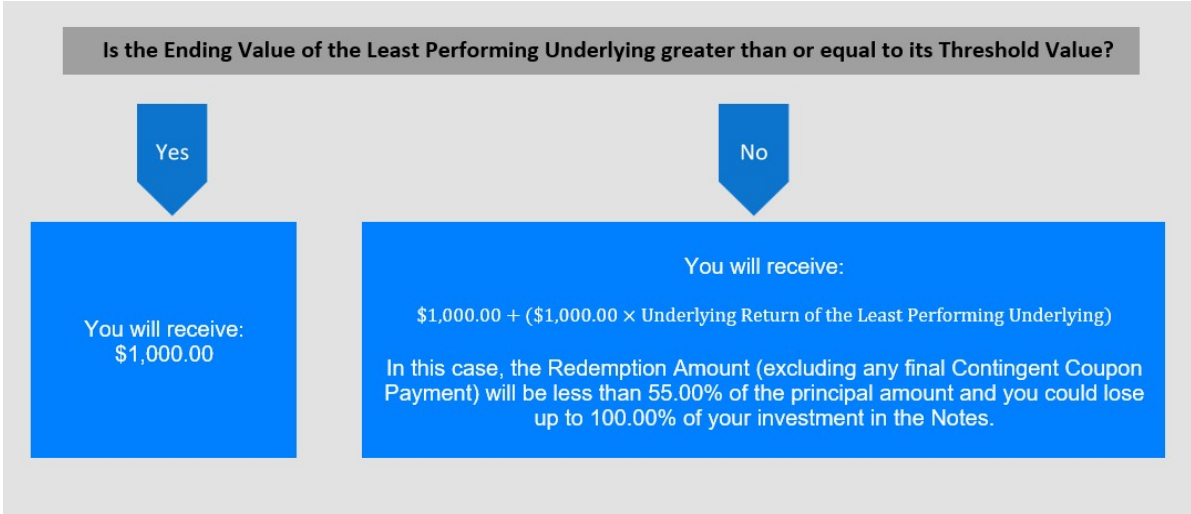 Is the Ending Value of the Least Performing Underlying greater than or equal to its Threshold Value?
Yes
No
You will receive:
$1,000.00
You will receive:
$1,000.00 + ($1,000.00 × Underlying Return of the Least Performing Underlying)
In this case, the Redemption Amount (excluding any final Contingent Coupon
Payment) will be less than 55.00% of the principal amount and you could lose
up to 100.00% of your investment in the Notes.